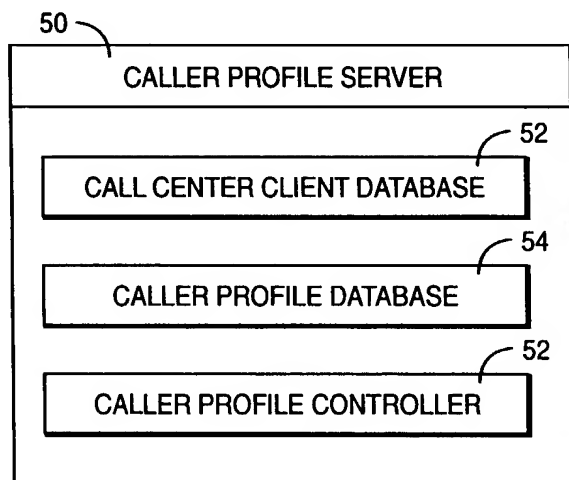 50
CALLER PROFILE SERVER
52
CALL CENTER CLIENT DATABASE
54
CALLER PROFILE DATABASE
52
CALLER PROFILE CONTROLLER